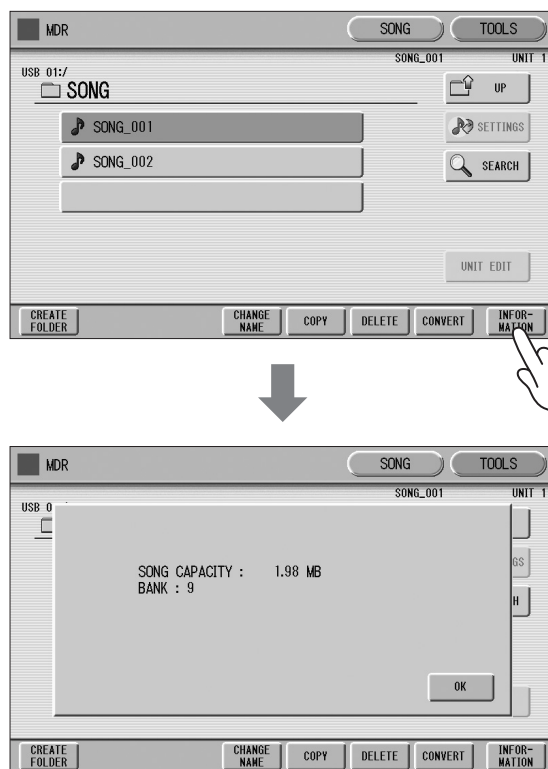 MDR SONG TOOLS
SONG_001 UNIT 1
USB 01:/
SONG
UP
SONG_001
SETTINGS
SONG_002
SEARCH
UNIT EDIT
CREATE FOLDER
CHANGE NAME
COPY
DELETE
CONVERT
INFOR-
MATION
MDR SONG TOOLS
SONG_001 UNIT 1
USB 0
GS
SONG CAPACITY : 1.98 MB
BANK : 9
H
OK
CREATE FOLDER
CHANGE NAME
COPY
DELETE
CONVERT
INFOR-
MATION